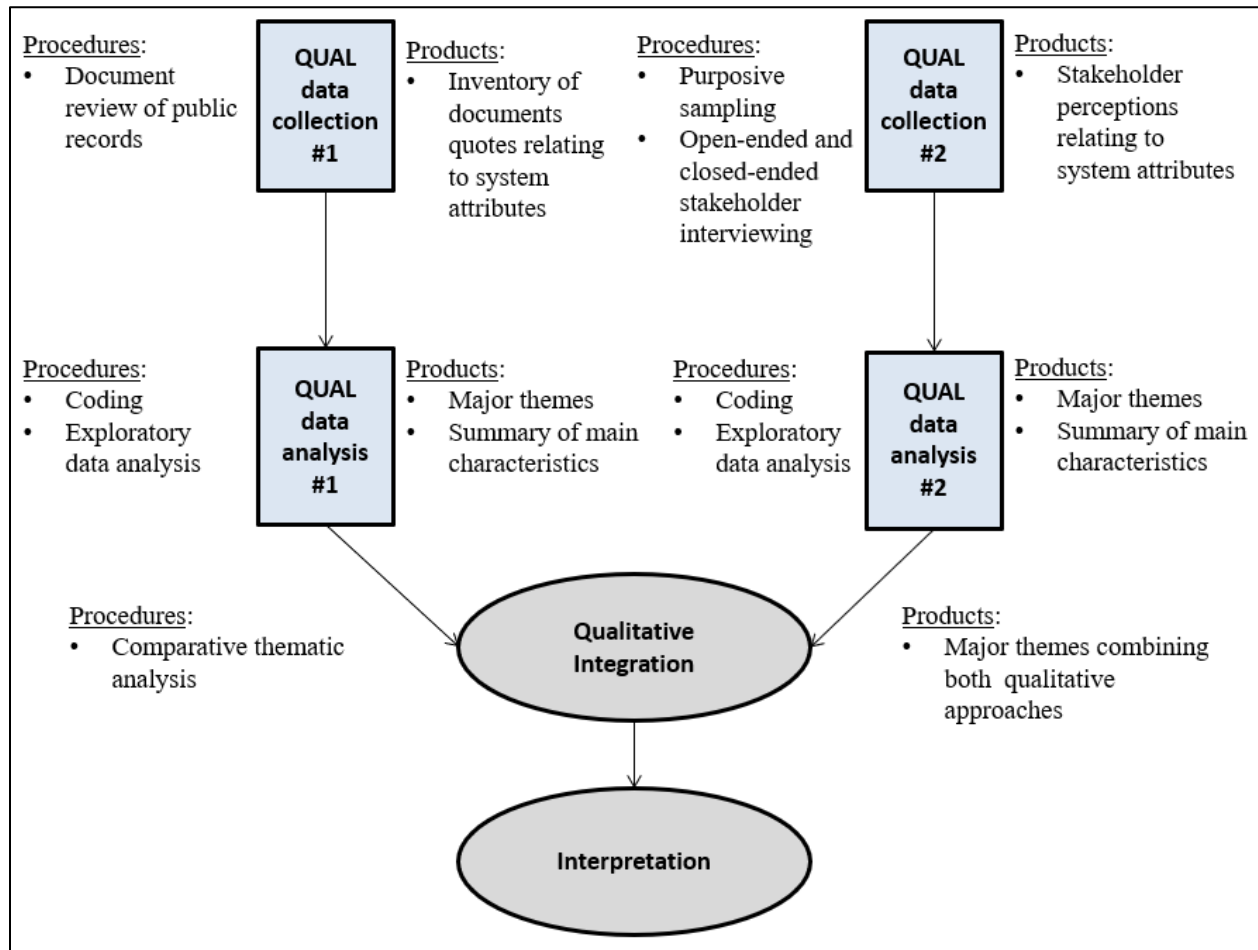 Procedures:
• Document
review of public
records
QUAL
data
collection
#1
Products:
• Inventory of
documents
quotes relating
to system
attributes
Procedures:
• Purposive
sampling
• Open-ended and
closed-ended
stakeholder
interviewing
QUAL
data
collection
#2
Products:
• Stakeholder
perceptions
relating to
system attributes
Procedures:
• Coding
• Exploratory
data analysis
QUAL
data
analysis
#1
Products:
• Major themes
• Summary of main
characteristics
Procedures:
• Coding
• Exploratory
data analysis
QUAL
data
analysis
#2
Products:
• Major themes
• Summary of main
characteristics
Procedures:
• Comparative thematic
analysis
Qualitative
Integration
Products:
• Major themes combining
both qualitative
approaches
Interpretation